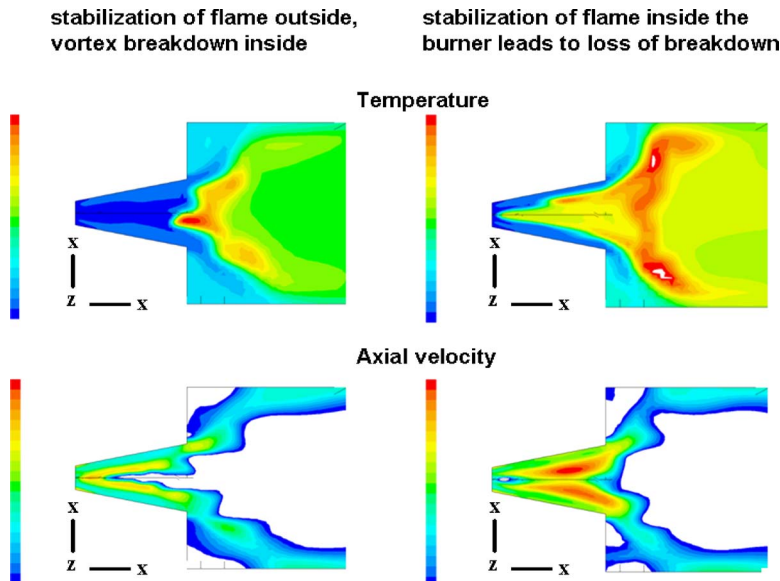 stabilization of flame outside,
vortex breakdown inside
stabilization of flame inside the
burner leads to loss of breakdown
Temperature
x
z
x
x
z
x
Axial velocity
x
z
x
x
z
x